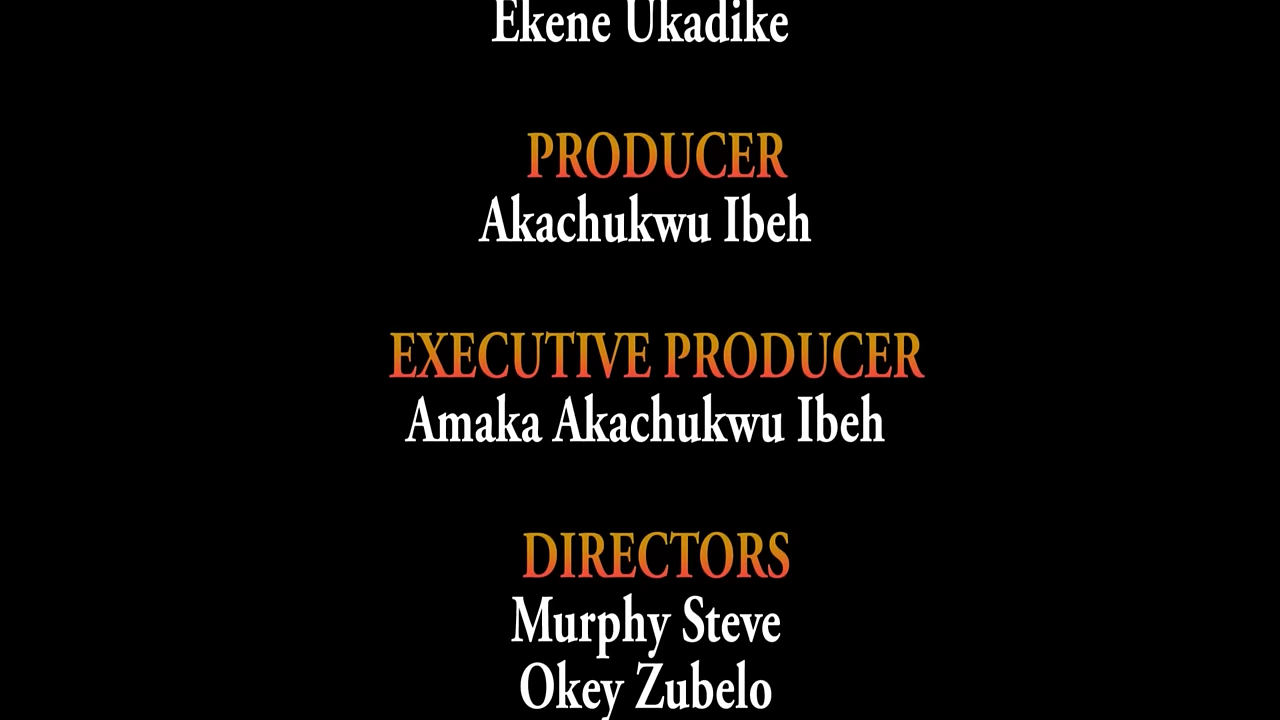 Ekene Ukadike
PRODUCER
Akachukwu Ibeh
EXECUTIVE PRODUCER
Amaka Akachukwu Ibeh
DIRECTORS
Murphy Steve
Okey Zubelo